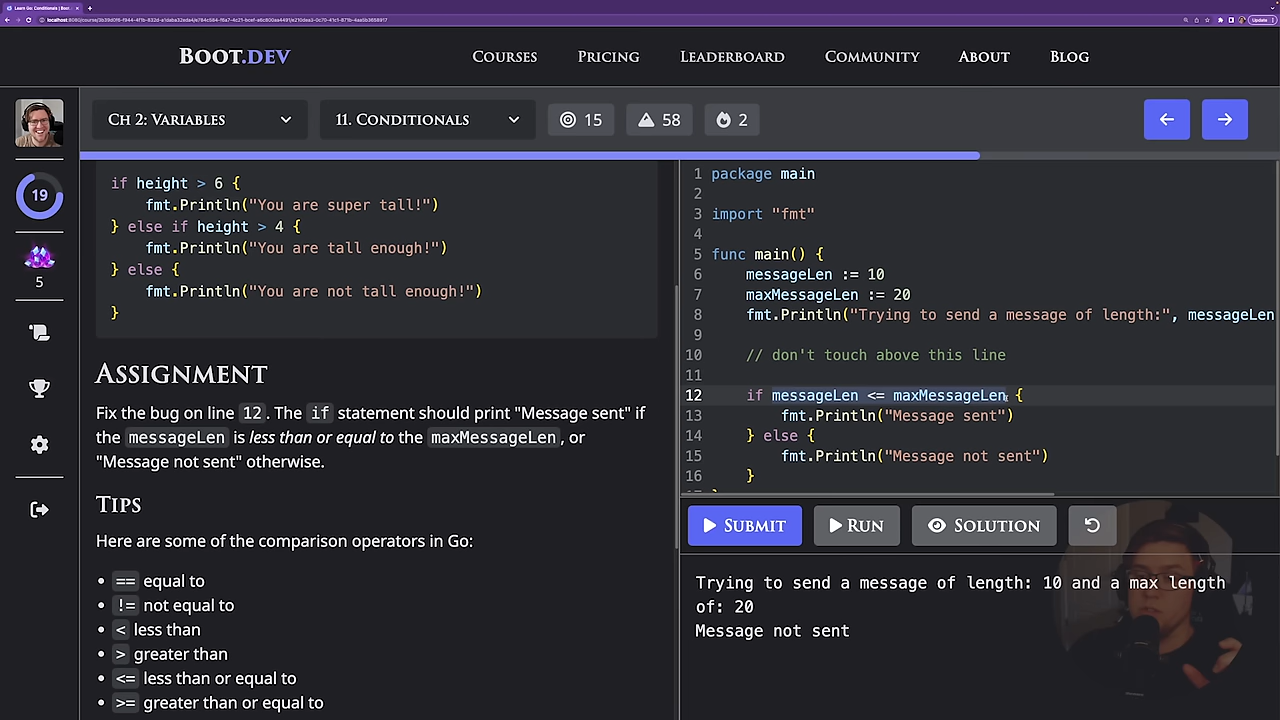 Learn Go: Conditionals | Boot.
Update
BOOT.DEV
COURSES
PRICING
LEADERBOARD
COMMUNITY
ABOUT
BLOG
CH 2: VARIABLES
11. CONDITIONALS
15
58
2
19
5
if height > 6 {
fmt.Println("You are super tall!")
} else if height > 4 {
fmt.Println("You are tall enough!")
} else {
fmt.Println("You are not tall enough!")
}
ASSIGNMENT
Fix the bug on line 12. The if statement should print "Message sent" if
the messageLen is less than or equal to the maxMessageLen, or
"Message not sent" otherwise.
TIPS
Here are some of the comparison operators in Go:
• == equal to
• != not equal to
• < less than
• > greater than
• <= less than or equal to
• >= greater than or equal to
1 package main
2
3 import "fmt"
4
5 func main() {
6 messageLen := 10
7 maxMessageLen := 20
8 fmt.Println("Trying to send a message of length:", messageLen
9
10 // don't touch above this line
11
12 if messageLen <= maxMessageLen {
13 fmt.Println("Message sent")
14 } else {
15 fmt.Println("Message not sent")
16 }
SUBMIT
RUN
SOLUTION
Trying to send a message of length: 10 and a max length
of: 20
Message not sent